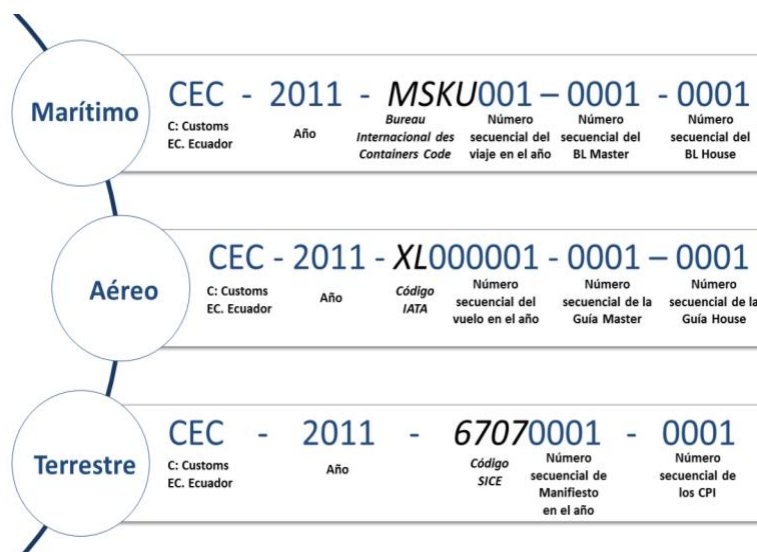 Marítimo
CEC - 2011 - MSKU001 – 0001 - 0001
C: Customs
EC. Ecuador
Año
Bureau
Internacional des
Containers Code
Número
secuencial del
viaje en el año
Número
secuencial del
BL Master
Número
secuencial del
BL House
Aéreo
CEC - 2011 - XL000001 - 0001 – 0001
C: Customs
EC. Ecuador
Año
Código
IATA
Número
secuencial del
vuelo en el año
Número
secuencial de la
Guía Master
Número
secuencial de la
Guía House
Terrestre
CEC - 2011 - 67070001 - 0001
C: Customs
EC. Ecuador
Año
Código
SICE
Número
secuencial de
Manifiesto
en el año
Número
secuencial de
los CPI